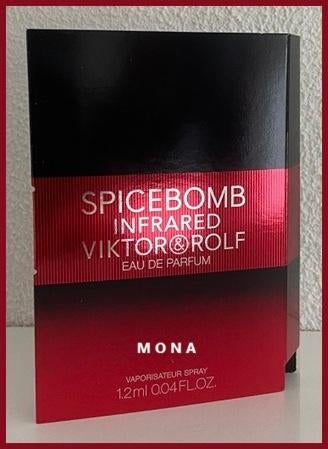 SPICEBOMB
INFRARED
VIKTOR&ROLF
EAU DE PARFUM
MONA
VAPORISATEUR SPRAY
1.2ml 0.04FL.OZ.